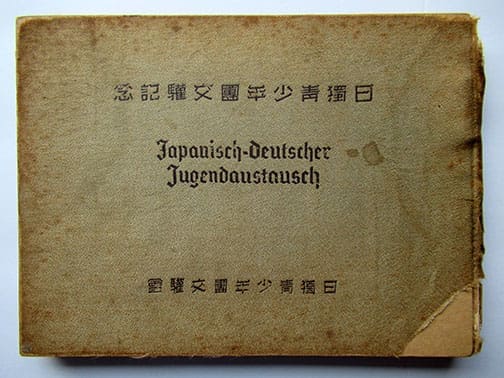 日獨青少年團交驩記念
Japanisch-Deutscher
Jugendaustausch
日獨靑少年團交驩會